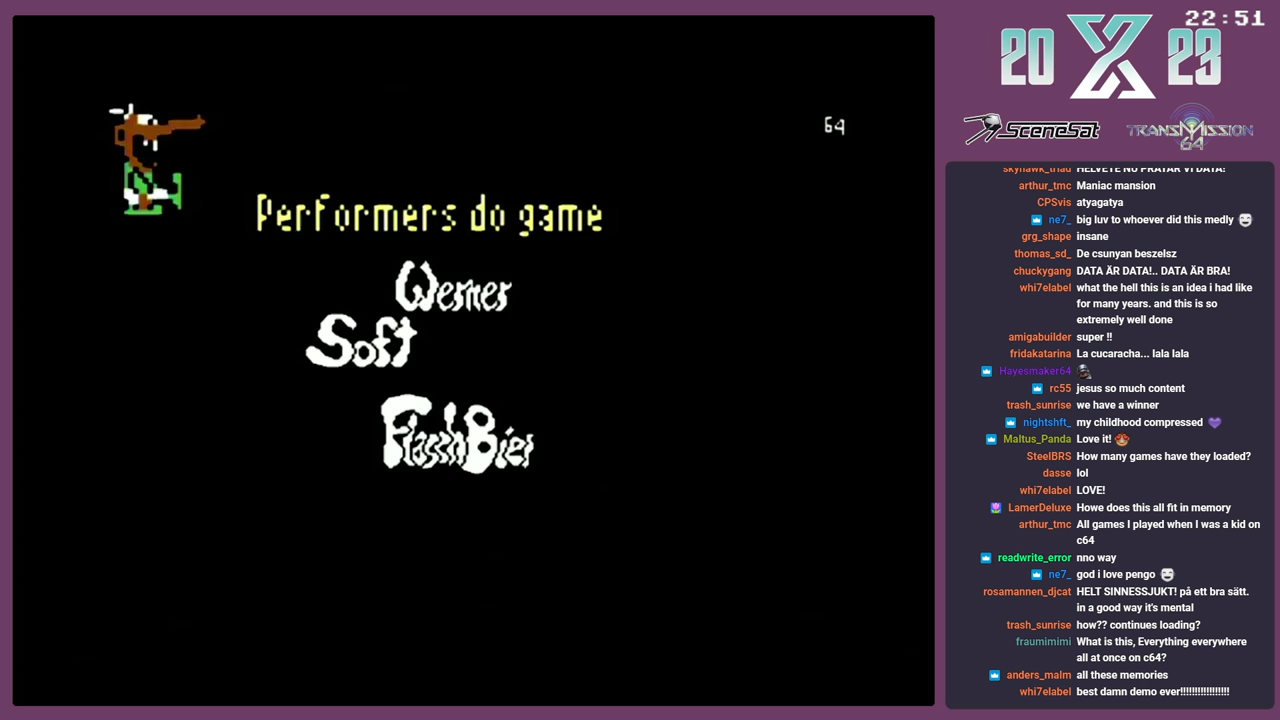 22:51
20 X 23
SCENESAT
TRANSMISSION
64
64
Performers do game
Werner
Soft
FlaschBier
skyhawk_triad HELVETE NU PRATAR VI DATA!
arthur_tmc Maniac mansion
CPSvis atyagatya
ne7_ big luv to whoever did this medly
grg_shape insane
thomas_sd_ De csunyan beszelsz
chuckygang DATA ÄR DATA!.. DATA ÄR BRA!
whi7elabel what the hell this is an idea i had like
for many years. and this is so
extremely well done
amigabuilder super !!
fridakatarina La cucaracha... lala lala
Hayesmaker64
rc55 jesus so much content
trash_sunrise we have a winner
nightshft_ my childhood compressed
Maltus_Panda Love it!
SteelBRS How many games have they loaded?
dasse lol
whi7elabel LOVE!
LamerDeluxe Howe does this all fit in memory
arthur_tmc All games I played when I was a kid on
c64
readwrite_error nno way
ne7_ god i love pengo
rosamannen_djcat HELT SINNESSJUKT! på ett bra sätt.
in a good way it's mental
trash_sunrise how?? continues loading?
fraumimimi What is this, Everything everywhere
all at once on c64?
anders_malm all these memories
whi7elabel best damn demo ever!!!!!!!!!!!!!!!!!